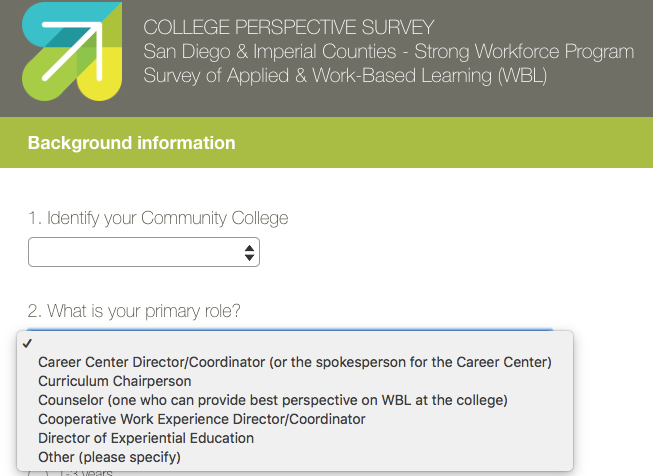 COLLEGE PERSPECTIVE SURVEY
San Diego & Imperial Counties - Strong Workforce Program
Survey of Applied & Work-Based Learning (WBL)
Background information
1. Identify your Community College
2. What is your primary role?
✓
Career Center Director/Coordinator (or the spokesperson for the Career Center)
Curriculum Chairperson
Counselor (one who can provide best perspective on WBL at the college)
Cooperative Work Experience Director/Coordinator
Director of Experiential Education
Other (please specify)
1-3 years